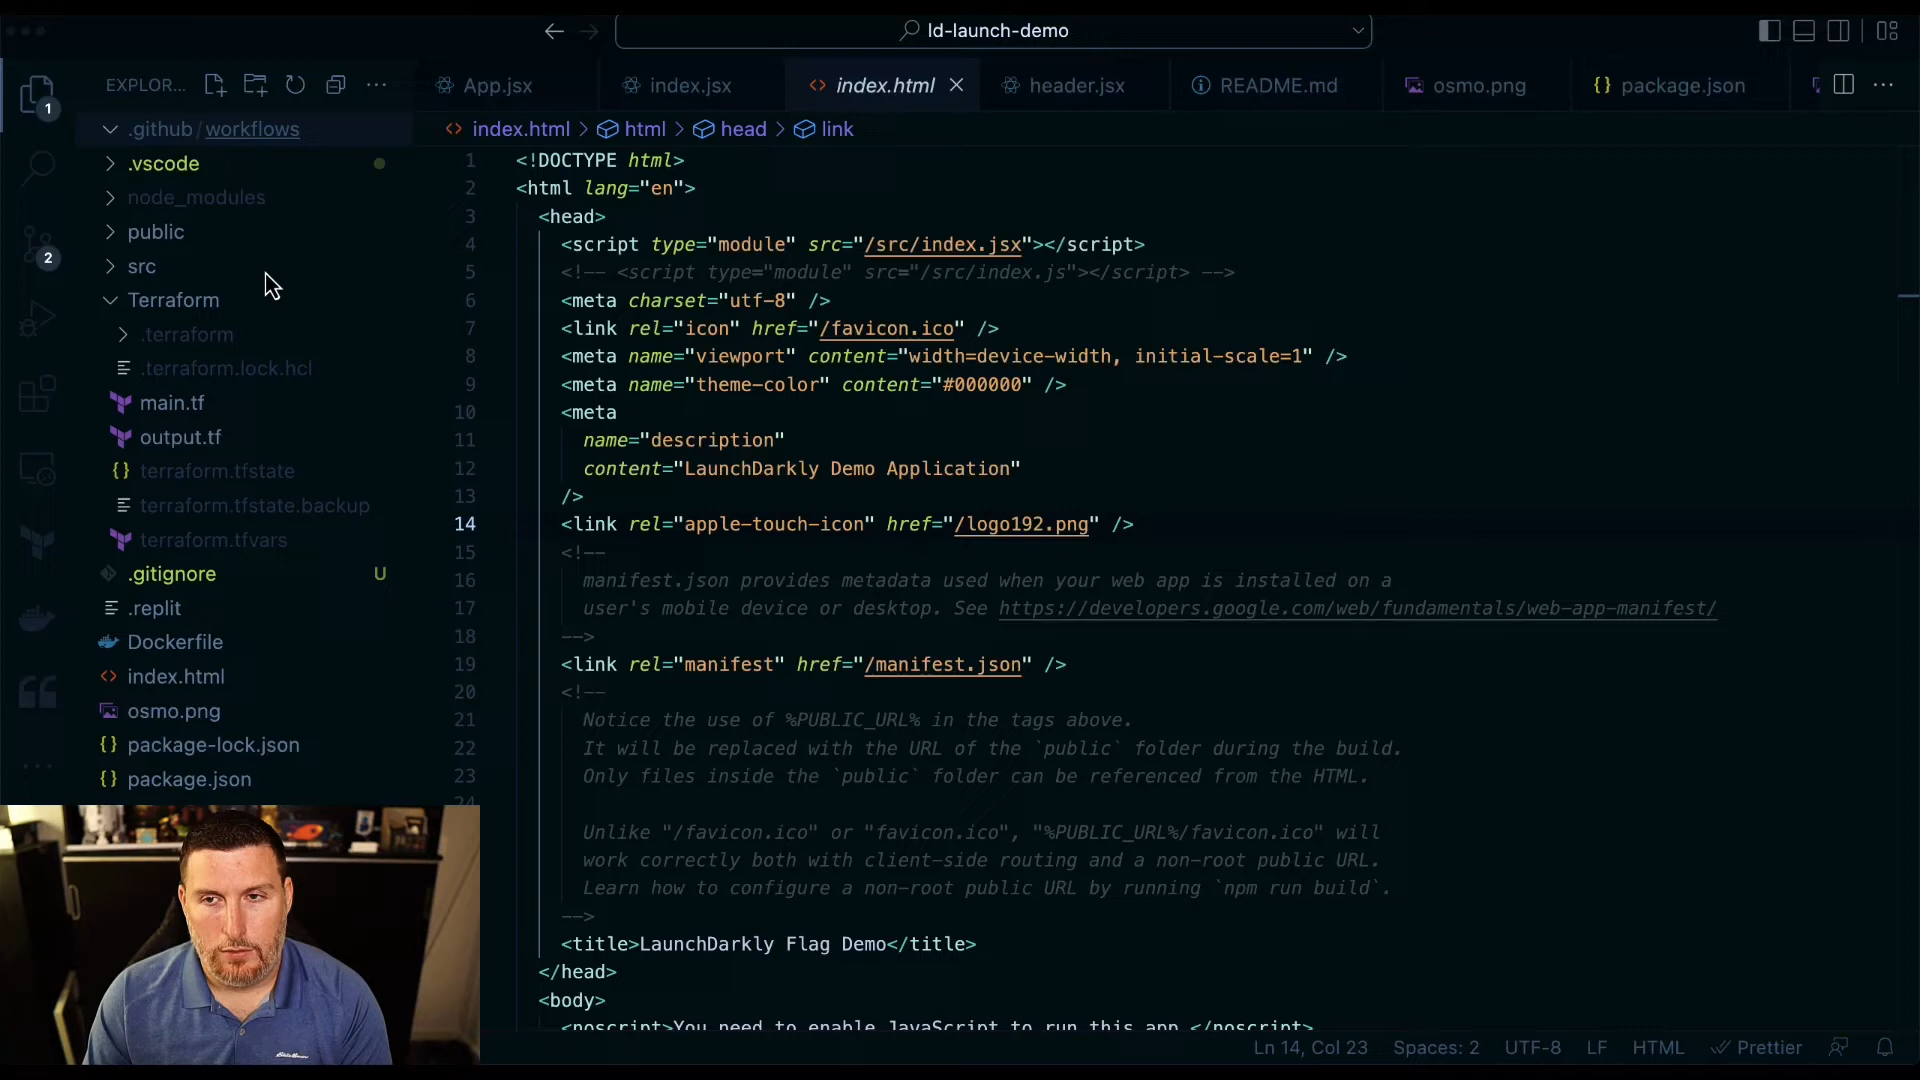 ld-launch-demo
EXPLOR...
App.jsx
index.jsx
index.html
header.jsx
README.md
osmo.png
package.json
1
2
.github/workflows
.vscode
node_modules
public
src
Terraform
.terraform
.terraform.lock.hcl
main.tf
output.tf
terraform.tfstate
terraform.tfstate.backup
terraform.tfvars
.gitignore U
.replit
Dockerfile
index.html
osmo.png
package-lock.json
package.json
index.html > html > head > link
1 <!DOCTYPE html>
2 <html lang="en">
3 <head>
4 <script type="module" src="/src/index.jsx"></script>
5 <!-- <script type="module" src="/src/index.js"></script> -->
6 <meta charset="utf-8" />
7 <link rel="icon" href="/favicon.ico" />
8 <meta name="viewport" content="width=device-width, initial-scale=1" />
9 <meta name="theme-color" content="#000000" />
10 <meta
11 name="description"
12 content="LaunchDarkly Demo Application"
13 />
14 <link rel="apple-touch-icon" href="/logo192.png" />
15 <!--
16 manifest.json provides metadata used when your web app is installed on a
17 user's mobile device or desktop. See https://developers.google.com/web/fundamentals/web-app-manifest/
18 -->
19 <link rel="manifest" href="/manifest.json" />
20 <!--
21 Notice the use of %PUBLIC_URL% in the tags above.
22 It will be replaced with the URL of the `public` folder during the build.
23 Only files inside the `public` folder can be referenced from the HTML.
24
Unlike "/favicon.ico" or "favicon.ico", "%PUBLIC_URL%/favicon.ico" will
work correctly both with client-side routing and a non-root public URL.
Learn how to configure a non-root public URL by running `npm run build`.
-->
<title>LaunchDarkly Flag Demo</title>
</head>
<body>
<noscript>You need to enable JavaScript to run this app.</noscript>
Ln 14, Col 23 Spaces: 2 UTF-8 LF HTML Prettier